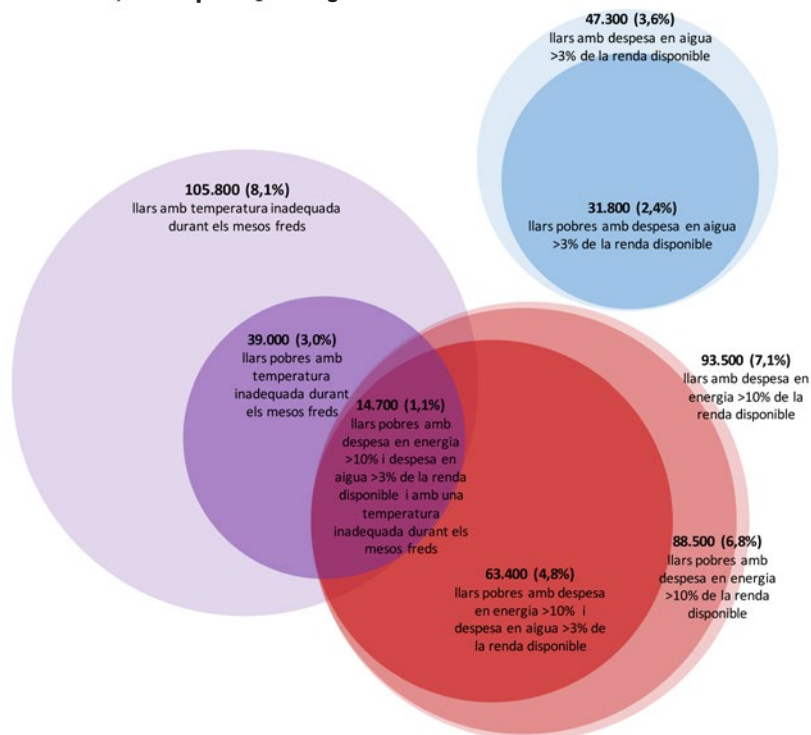 47.300 (3,6%)
llars amb despesa en aigua
>3% de la renda disponible
105.800 (8,1%)
llars amb temperatura inadequada
durant els mesos freds
31.800 (2,4%)
llars pobres amb despesa en aigua
>3% de la renda disponible
39.000 (3,0%)
llars pobres amb
temperatura
inadequada durant
els mesos freds
93.500 (7,1%)
llars amb despesa en
energia >10% de la
renda disponible
14.700 (1,1%)
llars pobres amb
despesa en energia
>10% i despesa en
aigua >3% de la renda
disponible i amb una
temperatura
inadequada durant els
mesos freds
88.500 (6,8%)
llars pobres amb
despesa en energia
>10% de la renda
disponible
63.400 (4,8%)
llars pobres amb despesa
en energia >10% i
despesa en aigua >3% de
la renda disponible